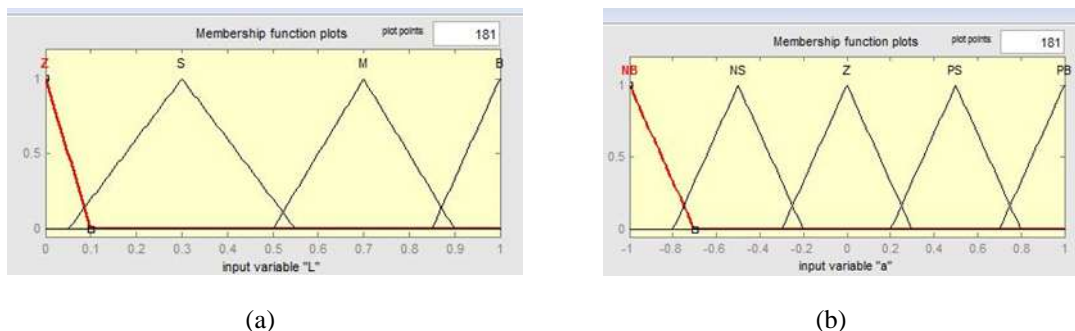 Membership function plots plot points: 181
Z S M B
1
0.5
0
0 0.1 0.2 0.3 0.4 0.5 0.6 0.7 0.8 0.9 1
input variable "L"
(a)
Membership function plots plot points: 181
NB NS Z PS PB
1
0.5
0
-1 -0.8 -0.6 -0.4 -0.2 0 0.2 0.4 0.6 0.8 1
input variable "a"
(b)